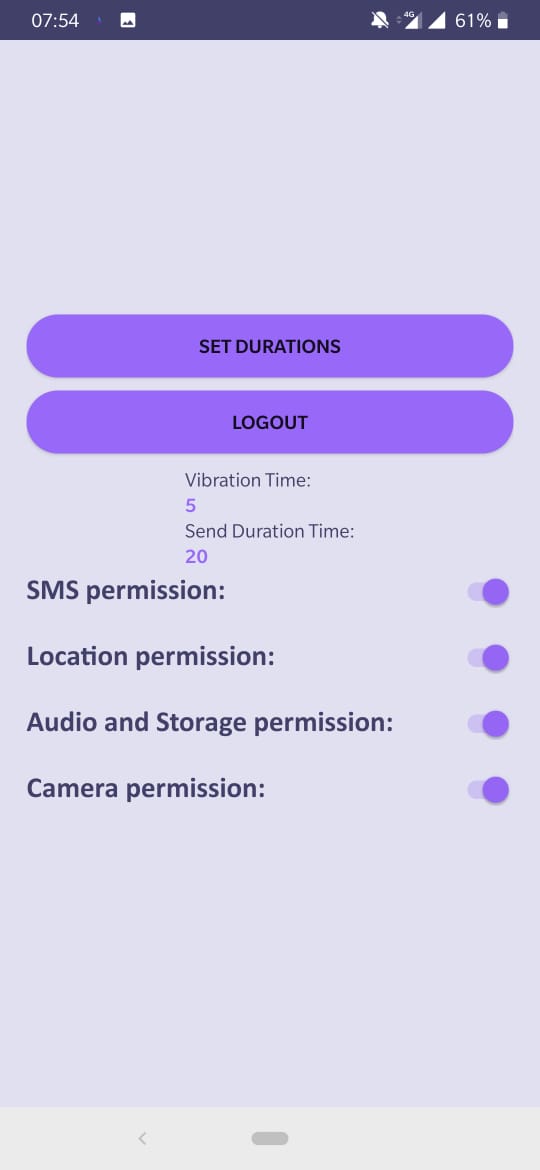 07:54 4G 61%
SET DURATIONS
LOGOUT
Vibration Time:
5
Send Duration Time:
20
SMS permission:
Location permission:
Audio and Storage permission:
Camera permission: